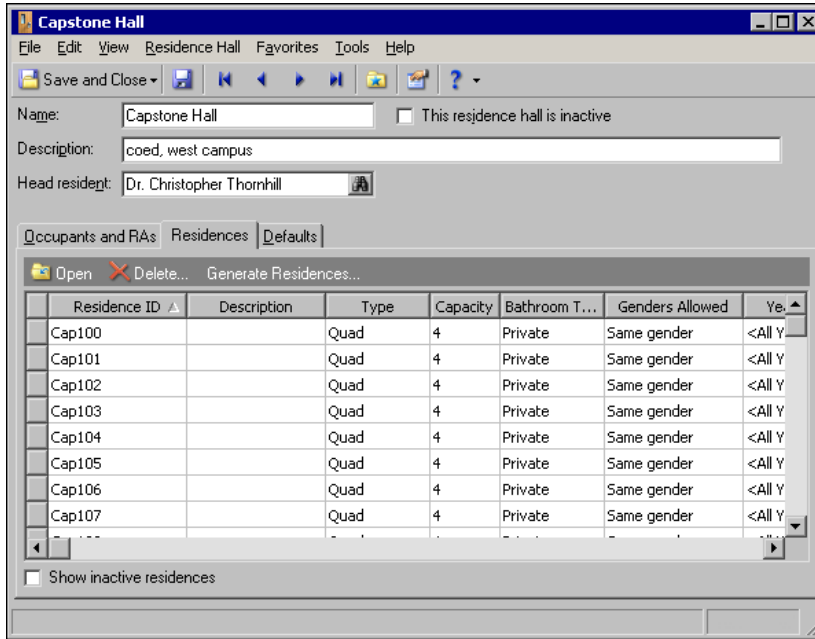 Capstone Hall
File Edit View Residence Hall Favorites Tools Help
Save and Close ?
Name: Capstone Hall This residence hall is inactive
Description: coed, west campus
Head resident: Dr. Christopher Thornhill
Occupants and RAs Residences Defaults
Open Delete... Generate Residences...
Residence ID Description Type Capacity Bathroom T... Genders Allowed Ye
Cap100 Quad 4 Private Same gender <All Y
Cap101 Quad 4 Private Same gender <All Y
Cap102 Quad 4 Private Same gender <All Y
Cap103 Quad 4 Private Same gender <All Y
Cap104 Quad 4 Private Same gender <All Y
Cap105 Quad 4 Private Same gender <All Y
Cap106 Quad 4 Private Same gender <All Y
Cap107 Quad 4 Private Same gender <All Y
Show inactive residences